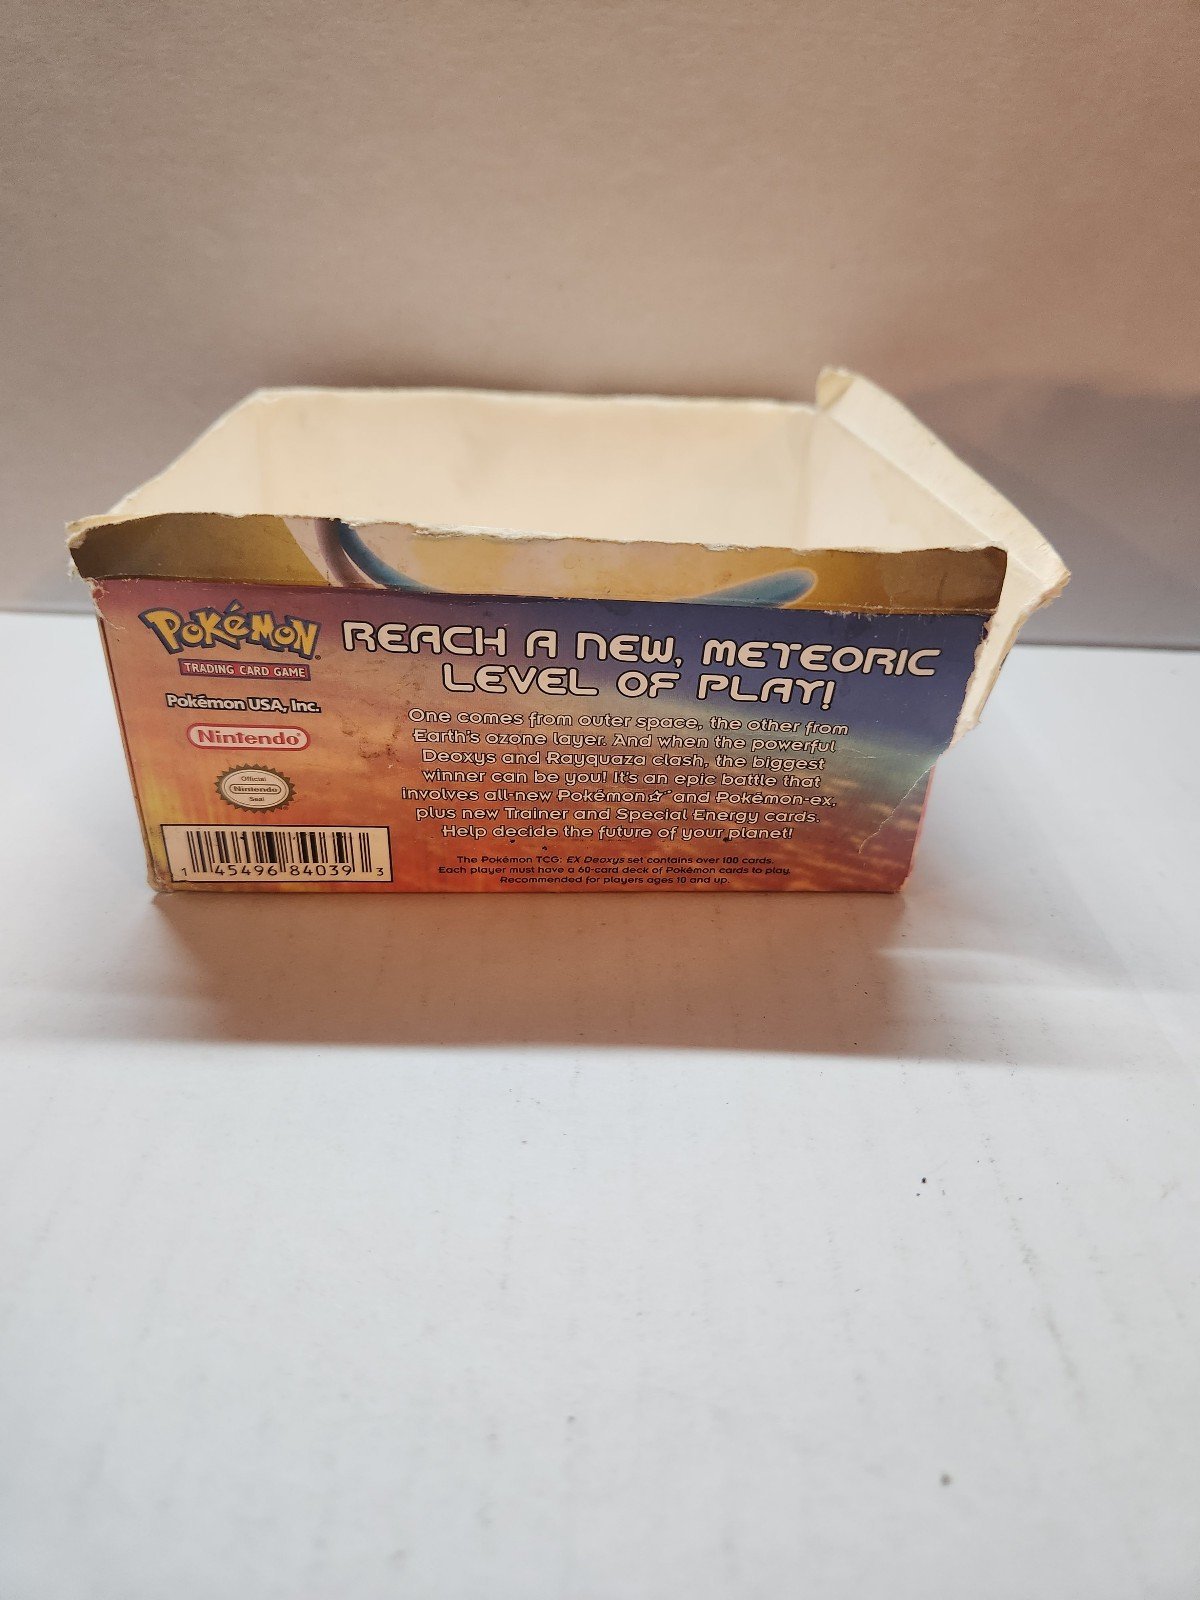 POKéMON
TRADING CARD GAME
Pokémon USA, Inc.
Nintendo®
Official
Nintendo
Seal
1 45496 84039 3
REACH A NEW, METEORIC
LEVEL OF PLAY!
One comes from outer space, the other from
Earth's ozone layer. And when the powerful
Deoxys and Rayquaza clash, the biggest
winner can be you! It's an epic battle that
involves all-new Pokémon☆ and Pokémon-ex,
plus new Trainer and Special Energy cards.
Help decide the future of your planet!
The Pokémon TCG: EX Deoxys set contains over 100 cards.
Each player must have a 60-card deck of Pokémon cards to play.
Recommended for players ages 10 and up.